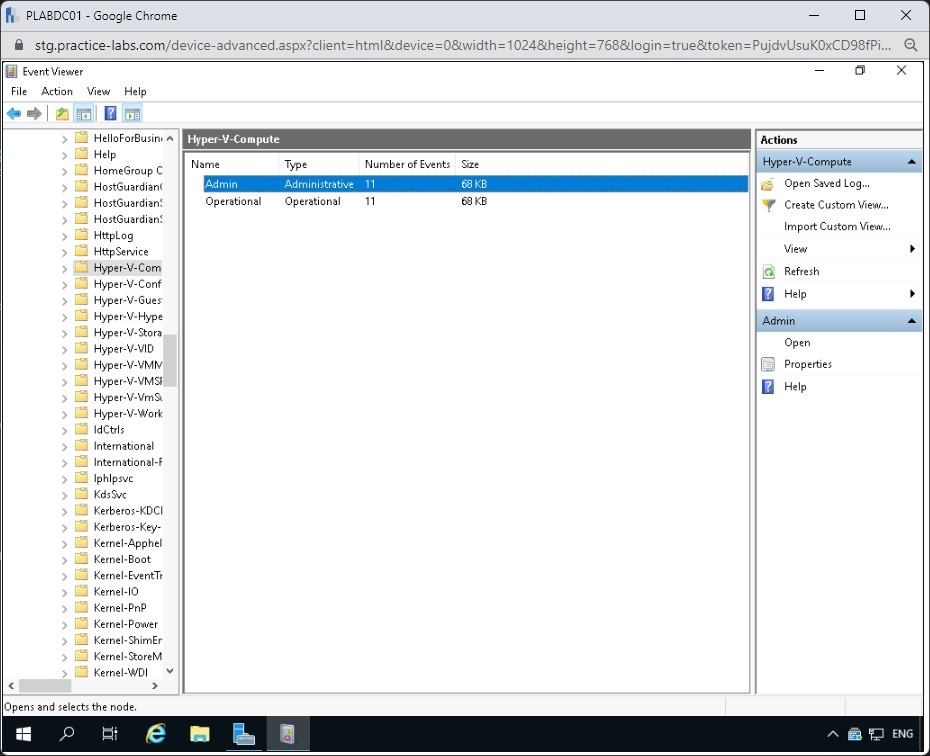 PLABDC01 - Google Chrome
stg.practice-labs.com/device-advanced.aspx?client=html&device=0&width=1024&height=768&login=true&token=PujdvUsuK0xCD98fPi...
Event Viewer
File Action View Help
HelloForBusin
Help
HomeGroup C
HostGuardian
HostGuardianS
HostGuardianS
HttpLog
HttpService
Hyper-V-Com
Hyper-V-Conf
Hyper-V-Gues
Hyper-V-Hype
Hyper-V-Stora
Hyper-V-VID
Hyper-V-VMM
Hyper-V-VMSP
Hyper-V-VmSw
Hyper-V-Work
IdCtrls
International
International-R
Iphlpsvc
KdsSvc
Kerberos-KDCP
Kerberos-Key-
Kernel-Apphel
Kernel-Boot
Kernel-EventTr
Kernel-IO
Kernel-PnP
Kernel-Power
Kernel-ShimEn
Kernel-StoreM
Kernel-WDI
Hyper-V-Compute
Name Type Number of Events Size
Admin Administrative 11 68 KB
Operational Operational 11 68 KB
Actions
Hyper-V-Compute
Open Saved Log...
Create Custom View...
Import Custom View...
View
Refresh
Help
Admin
Open
Properties
Help
Opens and selects the node.
ENG